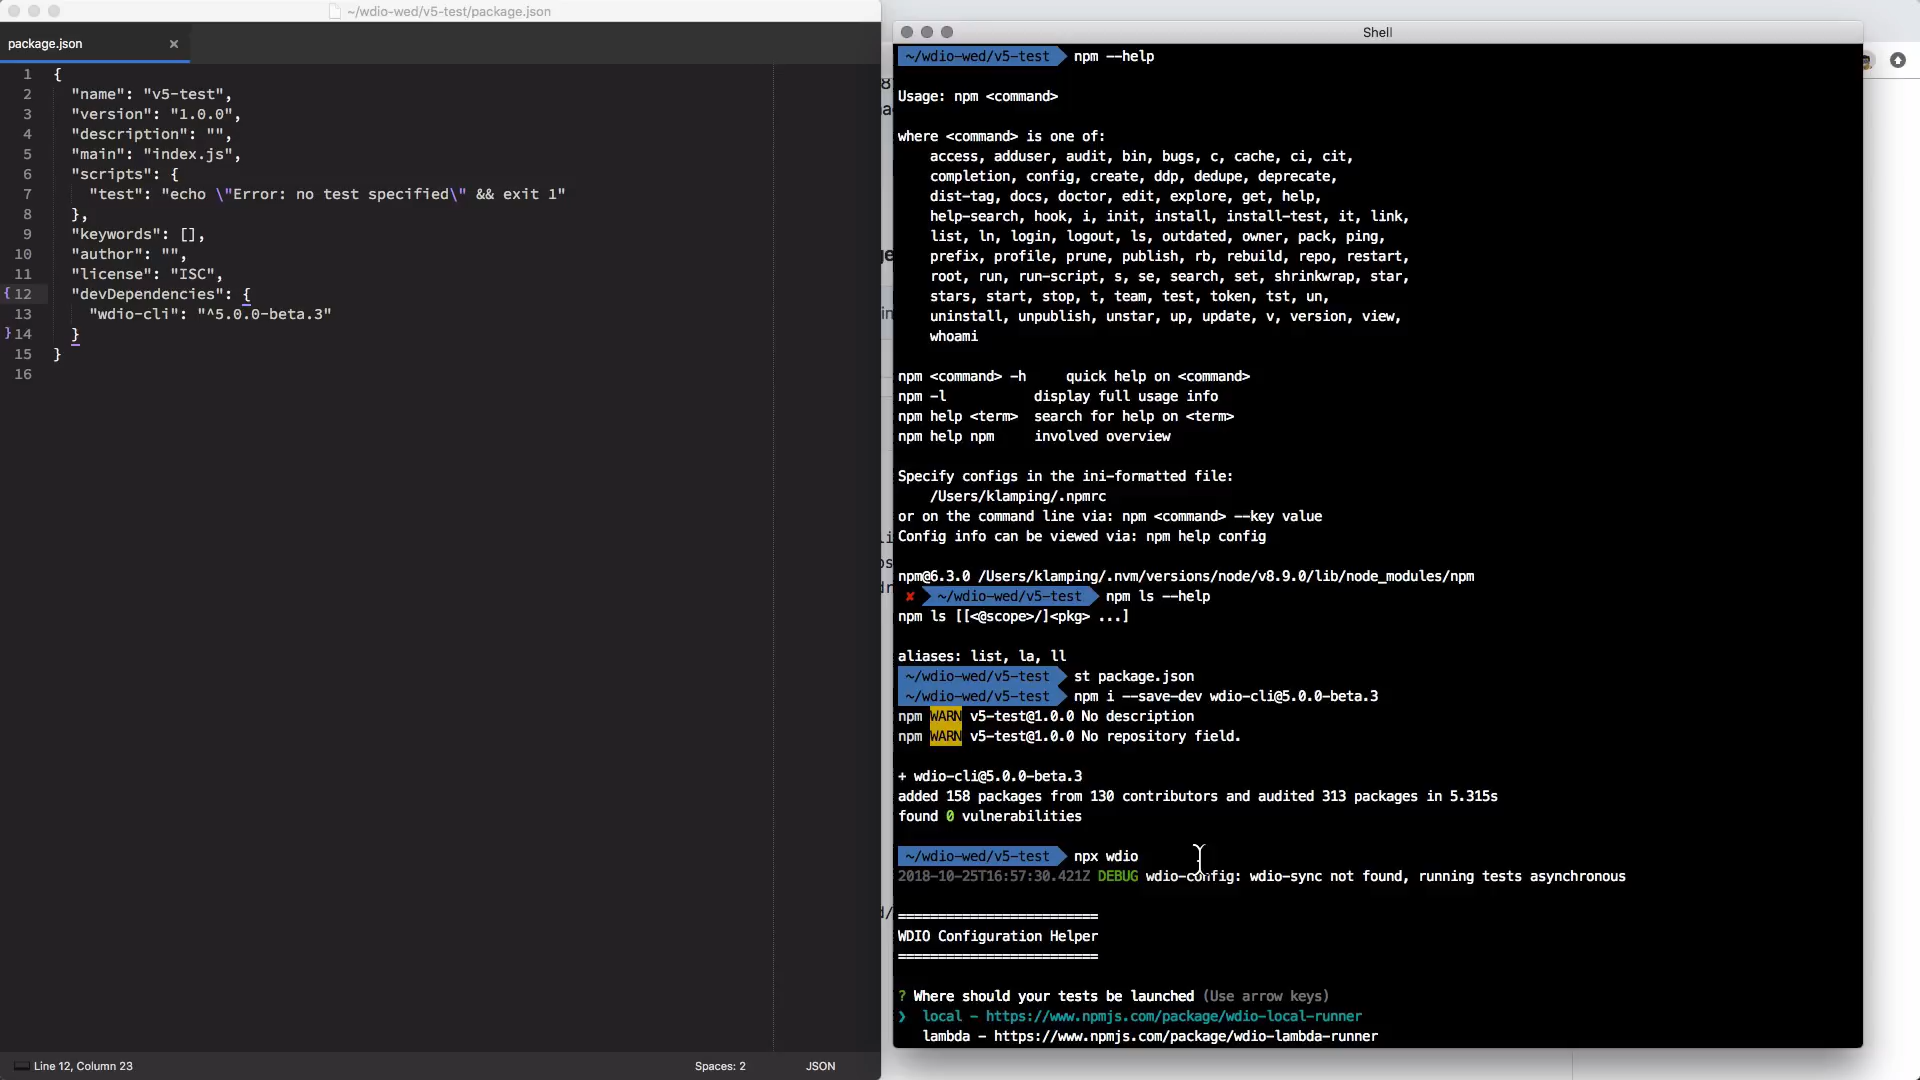 ~/wdio-wed/v5-test/package.json
package.json
1 {
2 "name": "v5-test",
3 "version": "1.0.0",
4 "description": "",
5 "main": "index.js",
6 "scripts": {
7 "test": "echo \"Error: no test specified\" && exit 1"
8 },
9 "keywords": [],
10 "author": "",
11 "license": "ISC",
12 "devDependencies": {
13 "wdio-cli": "^5.0.0-beta.3"
14 }
15 }
16
Line 12, Column 23
Spaces: 2
JSON
Shell
~/wdio-wed/v5-test npm --help
Usage: npm <command>
where <command> is one of:
access, adduser, audit, bin, bugs, c, cache, ci, cit,
completion, config, create, ddp, dedupe, deprecate,
dist-tag, docs, doctor, edit, explore, get, help,
help-search, hook, i, init, install, install-test, it, link,
list, ln, login, logout, ls, outdated, owner, pack, ping,
prefix, profile, prune, publish, rb, rebuild, repo, restart,
root, run, run-script, s, se, search, set, shrinkwrap, star,
stars, start, stop, t, team, test, token, tst, un,
uninstall, unpublish, unstar, up, update, v, version, view,
whoami
npm <command> -h quick help on <command>
npm -l display full usage info
npm help <term> search for help on <term>
npm help npm involved overview
Specify configs in the ini-formatted file:
/Users/klamping/.npmrc
or on the command line via: npm <command> --key value
Config info can be viewed via: npm help config
npm@6.3.0 /Users/klamping/.nvm/versions/node/v8.9.0/lib/node_modules/npm
✘ ~/wdio-wed/v5-test npm ls --help
npm ls [[<@scope>/]<pkg> ...]
aliases: list, la, ll
~/wdio-wed/v5-test st package.json
~/wdio-wed/v5-test npm i --save-dev wdio-cli@5.0.0-beta.3
npm WARN v5-test@1.0.0 No description
npm WARN v5-test@1.0.0 No repository field.
+ wdio-cli@5.0.0-beta.3
added 158 packages from 130 contributors and audited 313 packages in 5.315s
found 0 vulnerabilities
~/wdio-wed/v5-test npx wdio
2018-10-25T16:57:30.421Z DEBUG wdio-config: wdio-sync not found, running tests asynchronous
=========================
WDIO Configuration Helper
=========================
? Where should your tests be launched (Use arrow keys)
❯ local - https://www.npmjs.com/package/wdio-local-runner
lambda - https://www.npmjs.com/package/wdio-lambda-runner